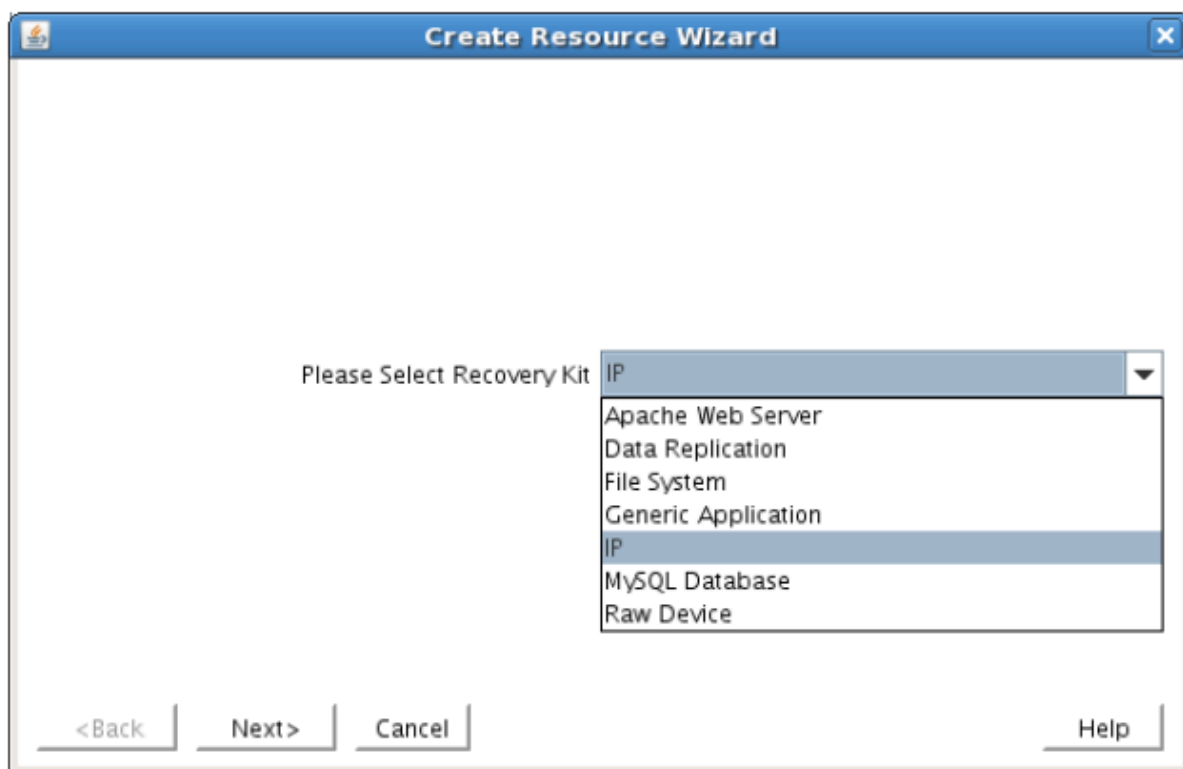 Create Resource Wizard
Please Select Recovery Kit IP
Apache Web Server
Data Replication
File System
Generic Application
IP
MySQL Database
Raw Device
<Back Next> Cancel Help